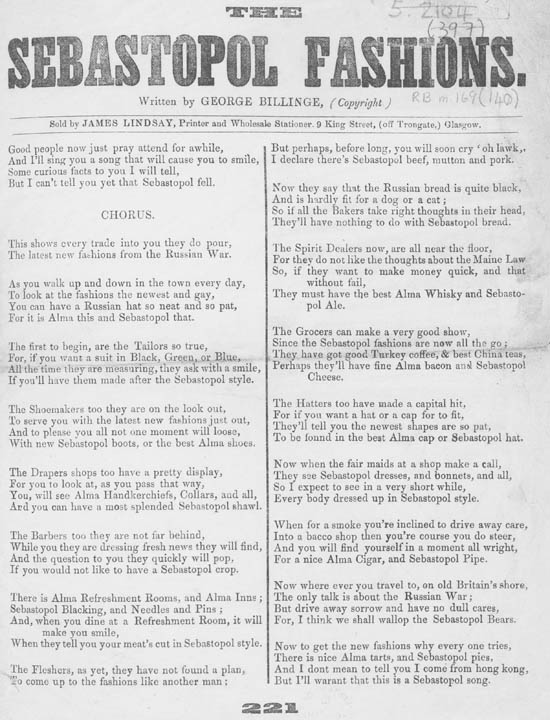 THE
SEBASTOPOL FASHIONS.
5. 2104
(397)
RB m.169(140)
Written by GEORGE BILLINGE, (Copyright)
Sold by JAMES LINDSAY, Printer and Wholesale Stationer. 9 King Street, (off Trongate,) Glasgow.
Good people now just pray attend for awhile,
And I'll sing you a song that will cause you to smile,
Some curious facts to you I will tell,
But I can't tell you yet that Sebastopol fell.
CHORUS.
This shows every trade into you they do pour,
The latest new fashions from the Russian War.
As you walk up and down in the town every day,
To look at the fashions the newest and gay,
You can have a Russian hat so neat and so pat,
For it is Alma this and Sebastopol that.
The first to begin, are the Tailors so true,
For, if you want a suit in Black, Green, or Blue,
All the time they are measuring, they ask with a smile,
If you'll have them made after the Sebastopol style.
The Shoemakers too they are on the look out,
To serve you with the latest new fashions just out,
And to please you all not one moment will loose,
With new Sebastopol boots, or the best Alma shoes.
The Drapers shops too have a pretty display,
For you to look at, as you pass that way,
You, will see Alma Handkerchiefs, Collars, and all,
And you can have a most splended Sebastopol shawl.
The Barbers too they are not far behind,
While you they are dressing fresh news they will find,
And the question to you they quickly will pop,
If you would not like to have a Sebastopol crop.
There is Alma Refreshment Rooms, and Alma Inns;
Sebastopol Blacking, and Needles and Pins;
And, when you dine at a Refreshment Room, it will
make you smile,
When they tell you your meat's cut in Sebastopol style.
The Fleshers, as yet, they have not found a plan,
To come up to the fashions like another man;
But perhaps, before long, you will soon cry 'oh lawk,.
I declare there's Sebastopol beef, mutton and pork.
Now they say that the Russian bread is quite black,
And is hardly fit for a dog or a cat;
So if all the Bakers take right thoughts in their head,
They'll have nothing to do with Sebastopol bread.
The Spirit Dealers now, are all near the floor,
For they do not like the thoughts about the Maine Law
So, if they want to make money quick, and that
without fail,
They must have the best Alma Whisky and Sebasto-
pol Ale.
The Grocers can make a very good show,
Since the Sebastopol fashions are now all the go;
They have got good Turkey coffee, & best China teas,
Perhaps they'll have fine Alma bacon and Sebastopol
Cheese.
The Hatters too have made a capital hit,
For if you want a hat or a cap for to fit,
They'll tell you the newest shapes are so pat,
To be found in the best Alma cap or Sebastopol hat.
Now when the fair maids at a shop make a call,
They see Sebastopol dresses, and bonnets, and all,
So I expect to see in a very short while,
Every body dressed up in Sebastopol style.
When for a smoke you're inclined to drive away care,
Into a bacco shop then you're course you do steer,
And you will find yourself in a moment all wright,
For a nice Alma Cigar, and Sebastopol Pipe.
Now where ever you travel to, on old Britain's shore,
The only talk is about the Russian War;
But drive away sorrow and have no dull cares,
For, I think we shall wallop the Sebastopol Bears.
Now to get the new fashions why every one tries,
There is nice Alma tarts, and Sebastopol pies,
And I dont mean to tell you I come from hong kong,
But I'll warant that this is a Sebastopol song.
221